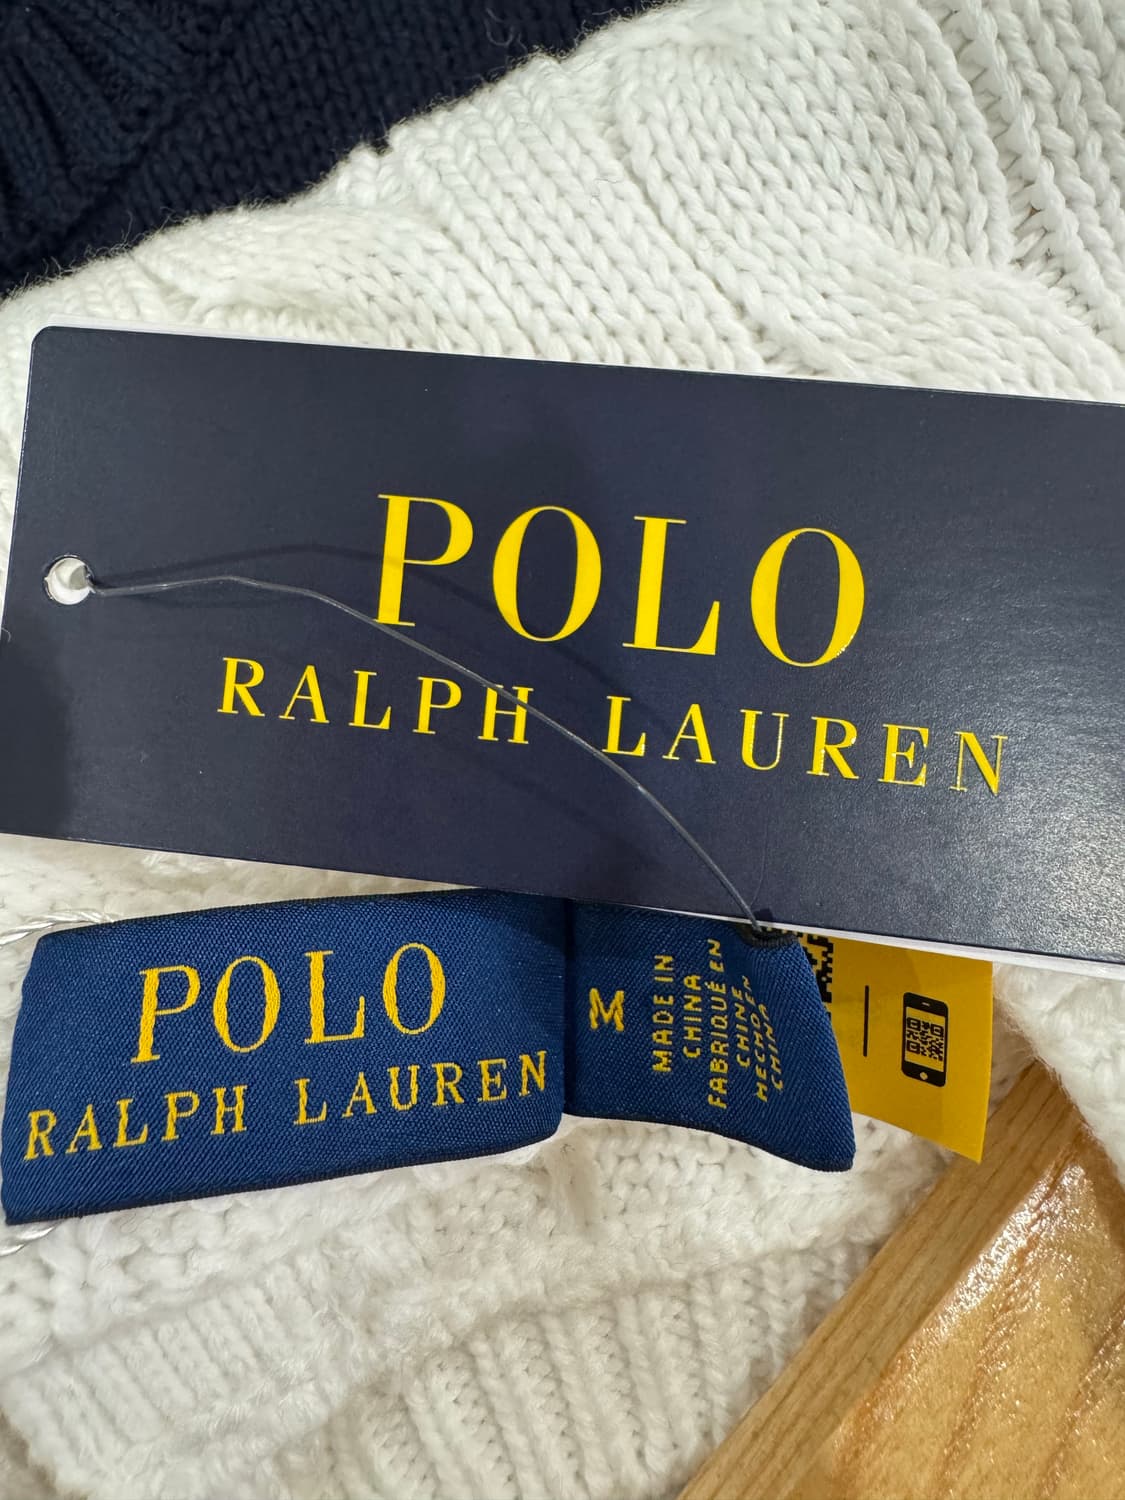 POLO
RALPH LAUREN
POLO
RALPH LAUREN
M
MADE IN
CHINA
FABRIQUÉ EN
CHINE
HECHO EN
CHINA